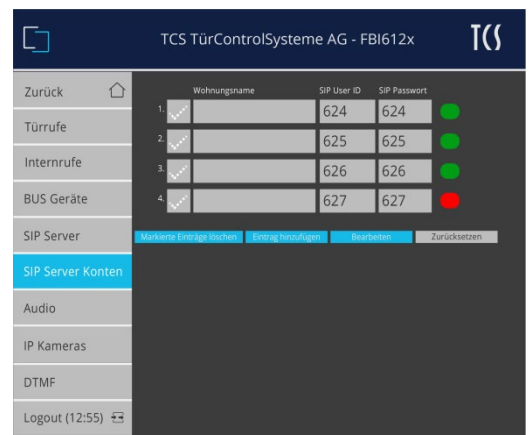 TCS TürControlSysteme AG - FBI612x
TCS
Zurück
Türrufe
Internrufe
BUS Geräte
SIP Server
SIP Server Konten
Audio
IP Kameras
DTMF
Logout (12:55)
Wohnungsname SIP User ID SIP Passwort
1. 624 624
2. 625 625
3. 626 626
4. 627 627
Markierte Einträge löschen Eintrag hinzufügen Bearbeiten Zurücksetzen